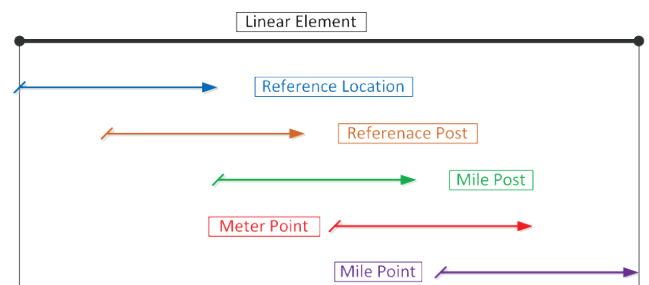 Linear Element
Reference Location
Referenace Post
Mile Post
Meter Point
Mile Point